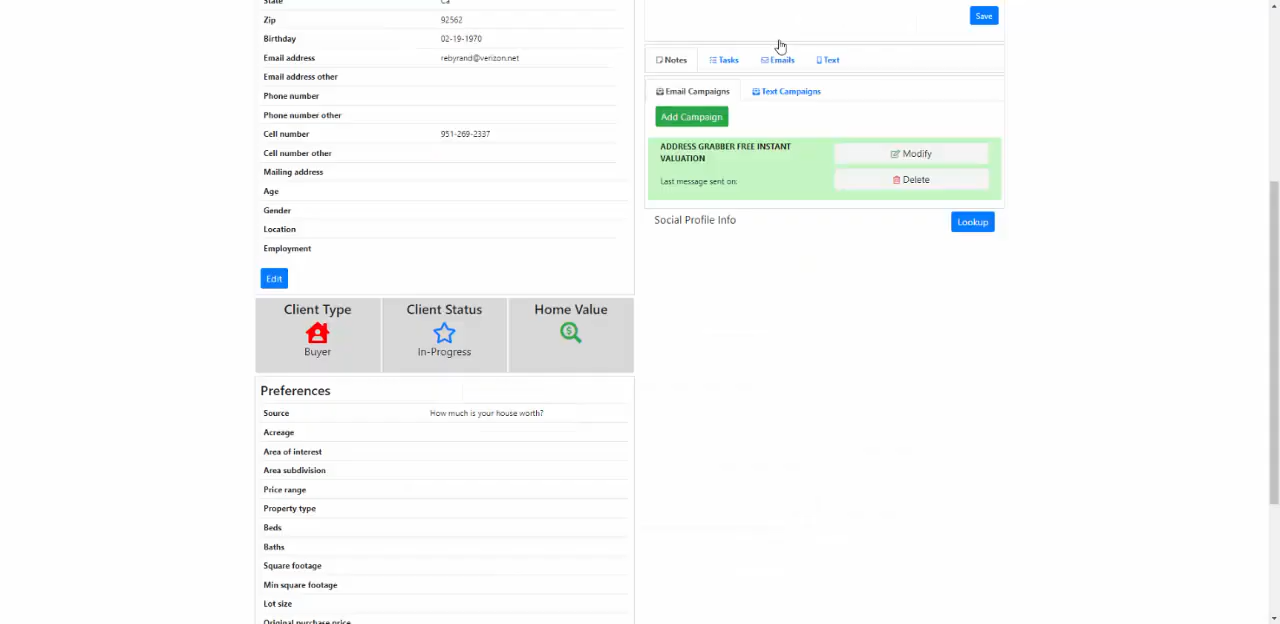 State Ca
Zip 92562
Birthday 02-19-1970
Email address rebyrand@verizon.net
Email address other
Phone number
Phone number other
Cell number 951-269-2337
Cell number other
Mailing address
Age
Gender
Location
Employment
Edit
Client Type
Buyer
Client Status
In-Progress
Home Value
Preferences
Source How much is your house worth?
Acreage
Area of interest
Area subdivision
Price range
Property type
Beds
Baths
Square footage
Min square footage
Lot size
Original purchase price
Save
Notes Tasks Emails Text
Email Campaigns Text Campaigns
Add Campaign
ADDRESS GRABBER FREE INSTANT
VALUATION
Last message sent on:
Modify
Delete
Social Profile Info
Lookup